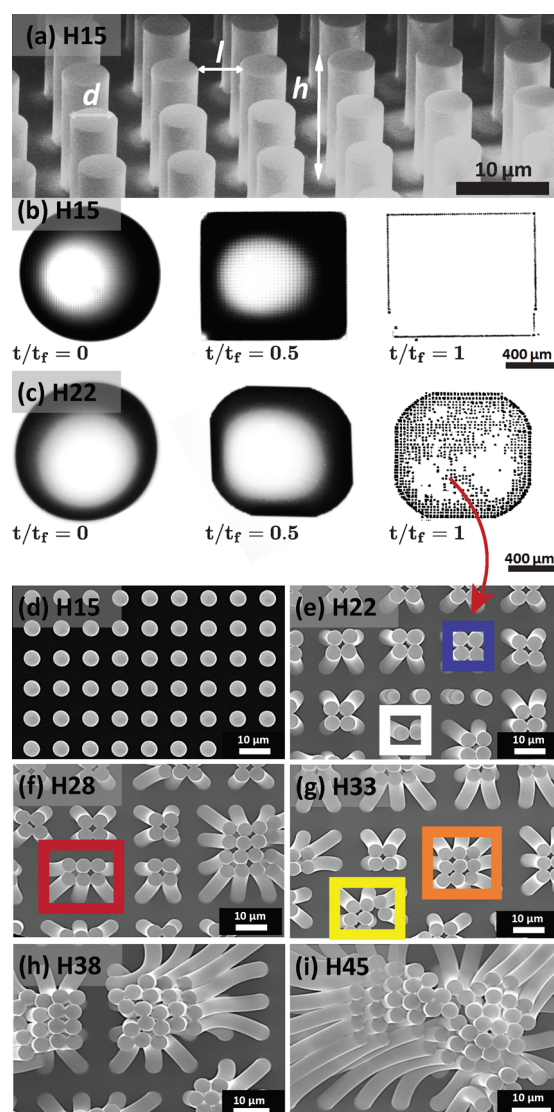 (a) H15
d
l
h
10 μm
(b) H15
t/t_f = 0
t/t_f = 0.5
t/t_f = 1
400 μm
(c) H22
t/t_f = 0
t/t_f = 0.5
t/t_f = 1
400 μm
(d) H15
10 μm
(e) H22
10 μm
(f) H28
10 μm
(g) H33
10 μm
(h) H38
10 μm
(i) H45
10 μm